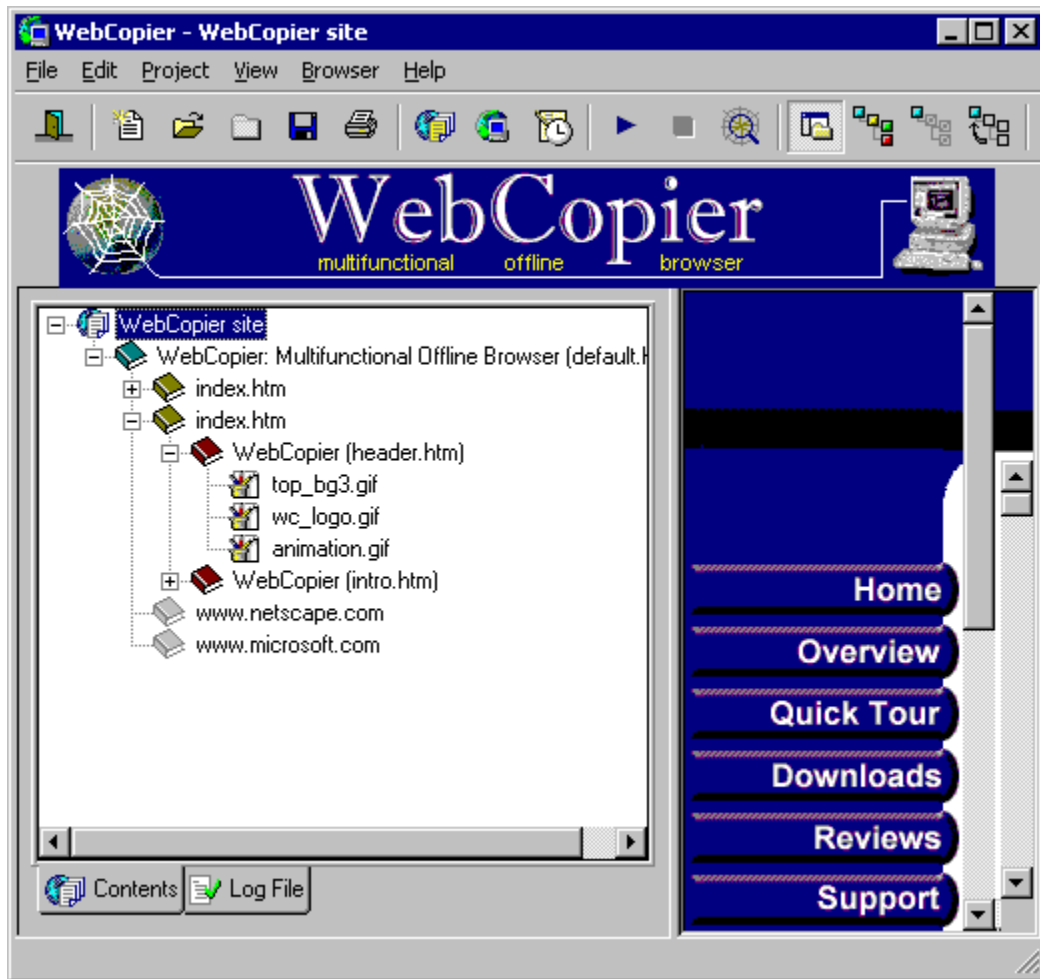 WebCopier - WebCopier site
File Edit Project View Browser Help
WebCopier
multifunctional offline browser
WebCopier site
WebCopier: Multifunctional Offline Browser (default.h
index.htm
index.htm
WebCopier (header.htm)
top_bg3.gif
wc_logo.gif
animation.gif
WebCopier (intro.htm)
www.netscape.com
www.microsoft.com
Contents Log File
Home
Overview
Quick Tour
Downloads
Reviews
Support